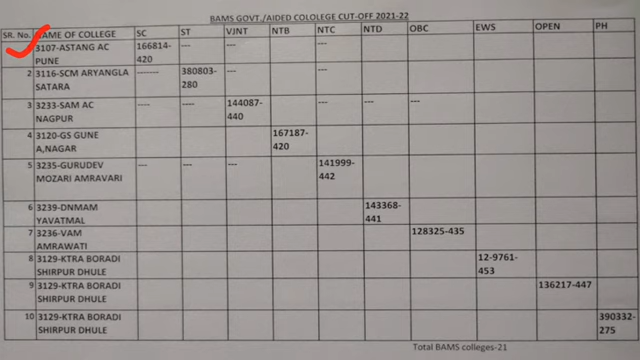 BAMS GOVT./AIDED COLOLEGE CUT-OFF 2021-22
SR. No. NAME OF COLLEGE SC ST VJNT NTB NTC NTD OBC EWS OPEN PH
3107-ASTANG AC 166814- --- --- ---
PUNE 420
2 3116-SCM ARYANGLA ------- 380803-
SATARA 280
3 3233-SAM AC --- ---- 144087- --- --- ---
NAGPUR 440
4 3120-GS GUNE 167187-
A,NAGAR 420
5 3235-GURUDEV --- --- --- 141999-
MOZARI AMRAVARI 442
6 3239-DNMAM 143368-
YAVATMAL 441
7 3236-VAM 128325-435
AMRAWATI
8 3129-KTRA BORADI 12-9761-
SHIRPUR DHULE 453
9 3129-KTRA BORADI 136217-447
SHIRPUR DHULE
10 3129-KTRA BORADI 390332-
SHIRPUR DHULE 275
Total BAMS colleges-21